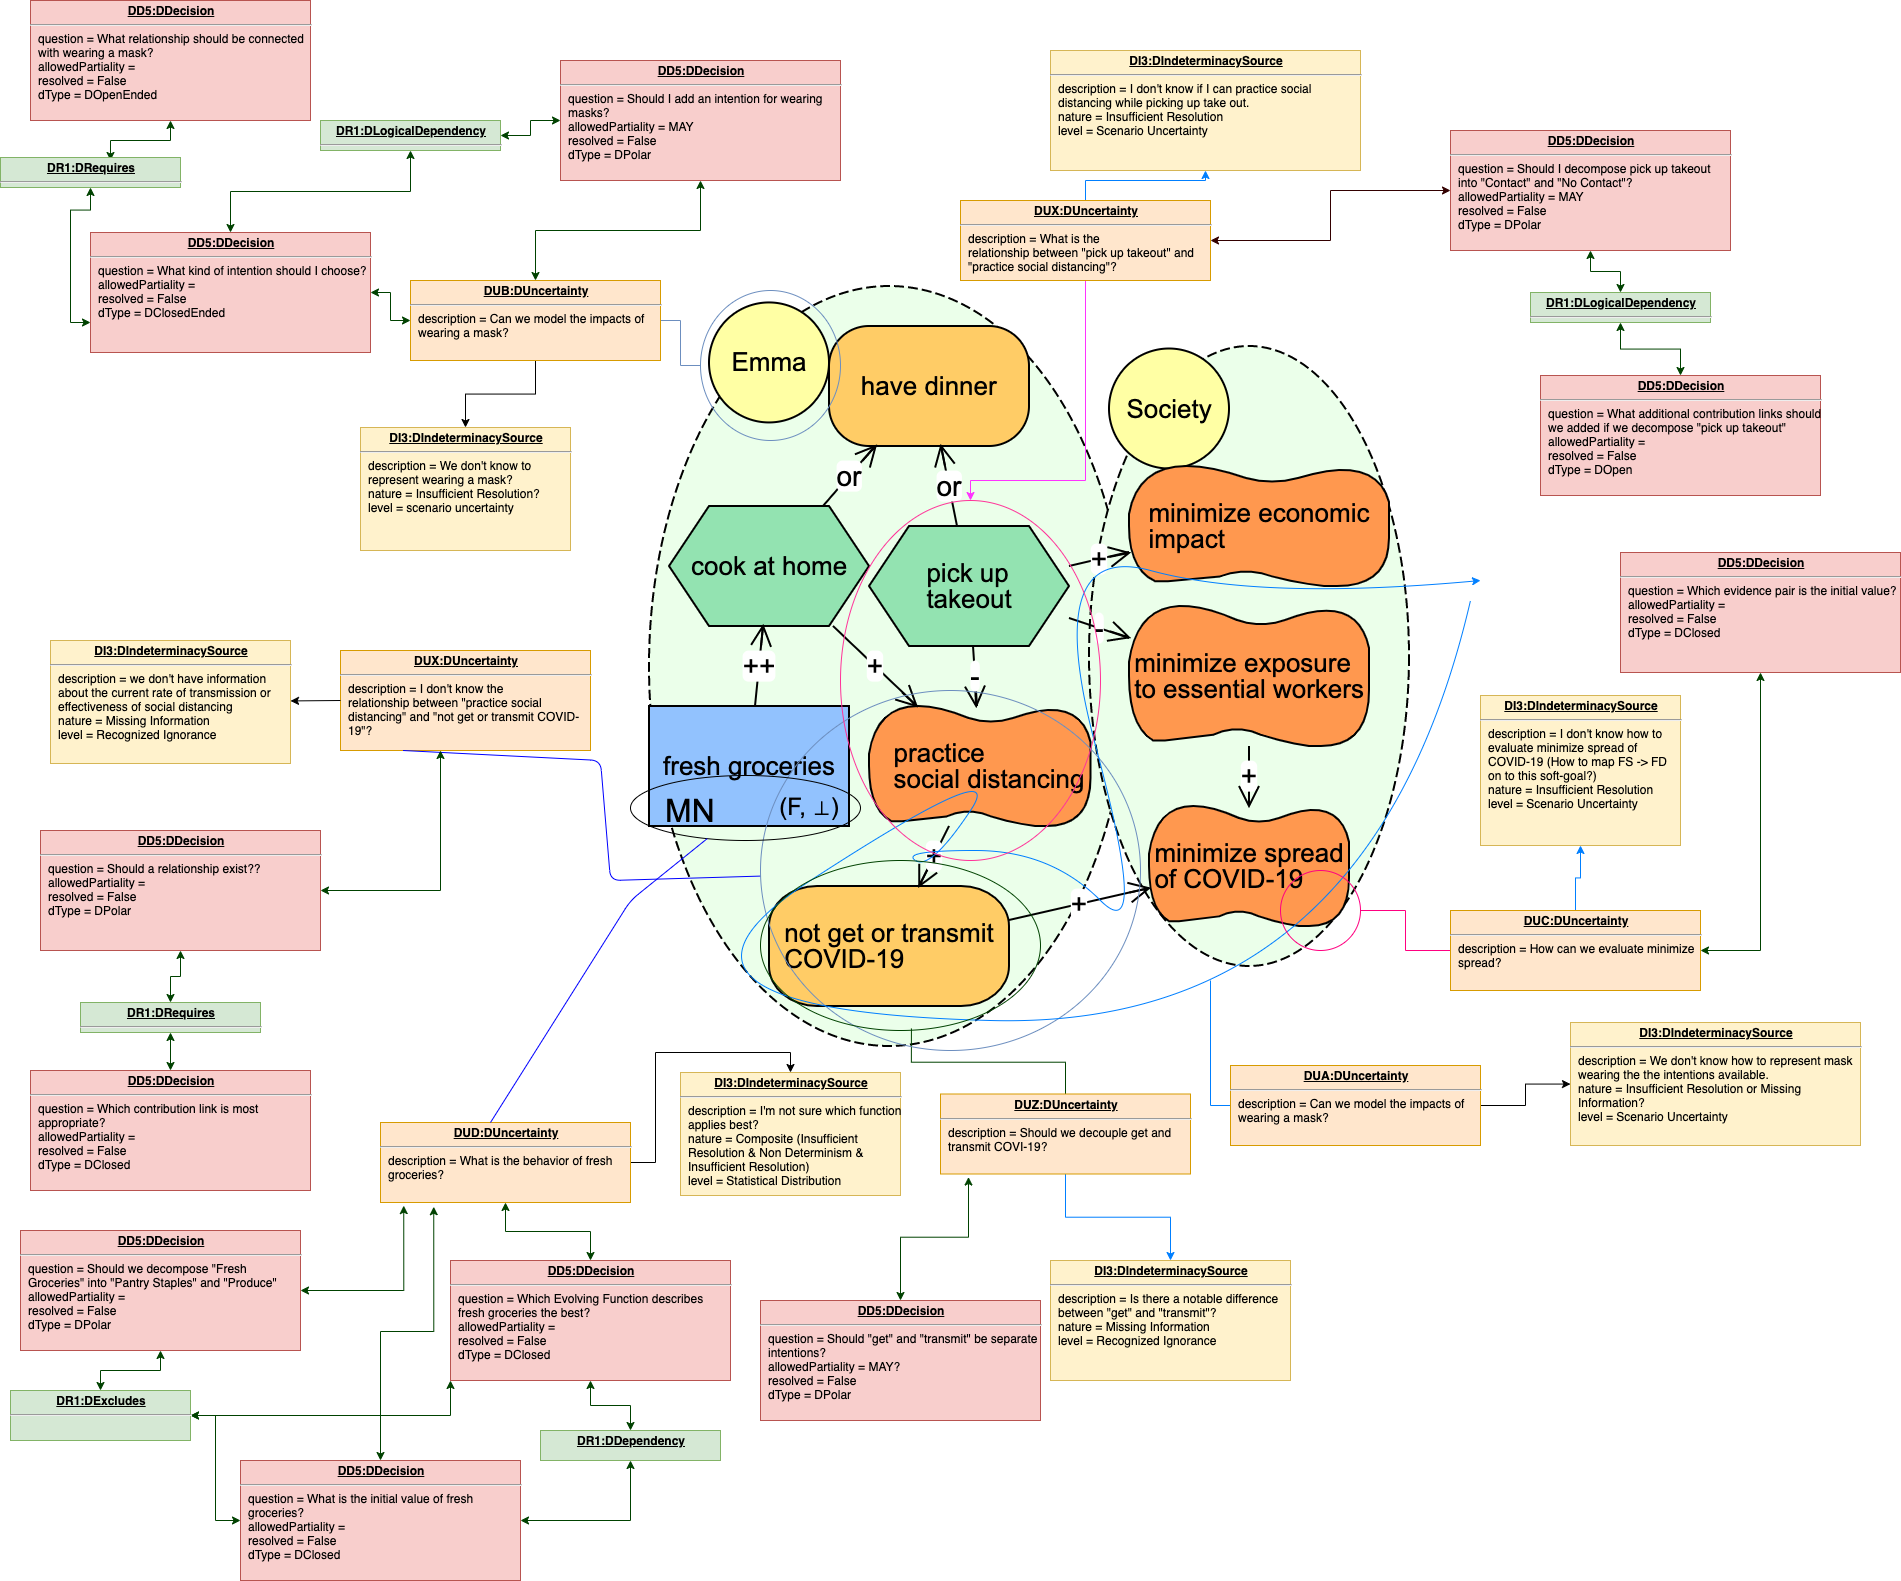 DD5:DDecision
question = What relationship should be connected
with wearing a mask?
allowedPartiality =
resolved = False
dType = DOpenEnded
DR1:DRequires
DR1:DLogicalDependency
DD5:DDecision
question = Should I add an intention for wearing
masks?
allowedPartiality = MAY
resolved = False
dType = DPolar
DD5:DDecision
question = What kind of intention should I choose?
allowedPartiality =
resolved = False
dType = DClosedEnded
DUB:DUncertainty
description = Can we model the impacts of
wearing a mask?
DI3:DIndeterminacySource
description = We don't know to
represent wearing a mask?
nature = Insufficient Resolution?
level = scenario uncertainty
DI3:DIndeterminacySource
description = I don't know if I can practice social
distancing while picking up take out.
nature = Insufficient Resolution
level = Scenario Uncertainty
DUX:DUncertainty
description = What is the
relationship between "pick up takeout" and
"practice social distancing"?
DD5:DDecision
question = Should I decompose pick up takeout
into "Contact" and "No Contact"?
allowedPartiality = MAY
resolved = False
dType = DPolar
DR1:DLogicalDependency
DD5:DDecision
question = What additional contribution links should
we added if we decompose "pick up takeout"
allowedPartiality =
resolved = False
dType = DOpen
Emma
have dinner
or
or
cook at home
pick up
takeout
++
+
-
fresh groceries
MN
(F, ⊥)
practice
social distancing
+
not get or transmit
COVID-19
+
Society
+
minimize economic
impact
-
minimize exposure
to essential workers
+
minimize spread
of COVID-19
DD5:DDecision
question = Which evidence pair is the initial value?
allowedPartiality =
resolved = False
dType = DClosed
DI3:DIndeterminacySource
description = I don't know how to
evaluate minimize spread of
COVID-19 (How to map FS -> FD
on to this soft-goal?)
nature = Insufficient Resolution
level = Scenario Uncertainty
DUC:DUncertainty
description = How can we evaluate minimize
spread?
DI3:DIndeterminacySource
description = we don't have information
about the current rate of transmission or
effectiveness of social distancing
nature = Missing Information
level = Recognized Ignorance
DUX:DUncertainty
description = I don't know the
relationship between "practice social
distancing" and "not get or transmit COVID-
19"?
DD5:DDecision
question = Should a relationship exist??
allowedPartiality =
resolved = False
dType = DPolar
DR1:DRequires
DD5:DDecision
question = Which contribution link is most
appropriate?
allowedPartiality =
resolved = False
dType = DClosed
DUD:DUncertainty
description = What is the behavior of fresh
groceries?
DI3:DIndeterminacySource
description = I'm not sure which function
applies best?
nature = Composite (Insufficient
Resolution & Non Determinism &
Insufficient Resolution)
level = Statistical Distribution
DUZ:DUncertainty
description = Should we decouple get and
transmit COVI-19?
DUA:DUncertainty
description = Can we model the impacts of
wearing a mask?
DI3:DIndeterminacySource
description = We don't know how to represent mask
wearing the the intentions available.
nature = Insufficient Resolution or Missing
Information?
level = Scenario Uncertainty
DD5:DDecision
question = Should we decompose "Fresh
Groceries" into "Pantry Staples" and "Produce"
allowedPartiality =
resolved = False
dType = DPolar
DR1:DExcludes
DD5:DDecision
question = Which Evolving Function describes
fresh groceries the best?
allowedPartiality =
resolved = False
dType = DClosed
DR1:DDependency
DD5:DDecision
question = What is the initial value of fresh
groceries?
allowedPartiality =
resolved = False
dType = DClosed
DD5:DDecision
question = Should "get" and "transmit" be separate
intentions?
allowedPartiality = MAY?
resolved = False
dType = DPolar
DI3:DIndeterminacySource
description = Is there a notable difference
between "get" and "transmit"?
nature = Missing Information
level = Recognized Ignorance